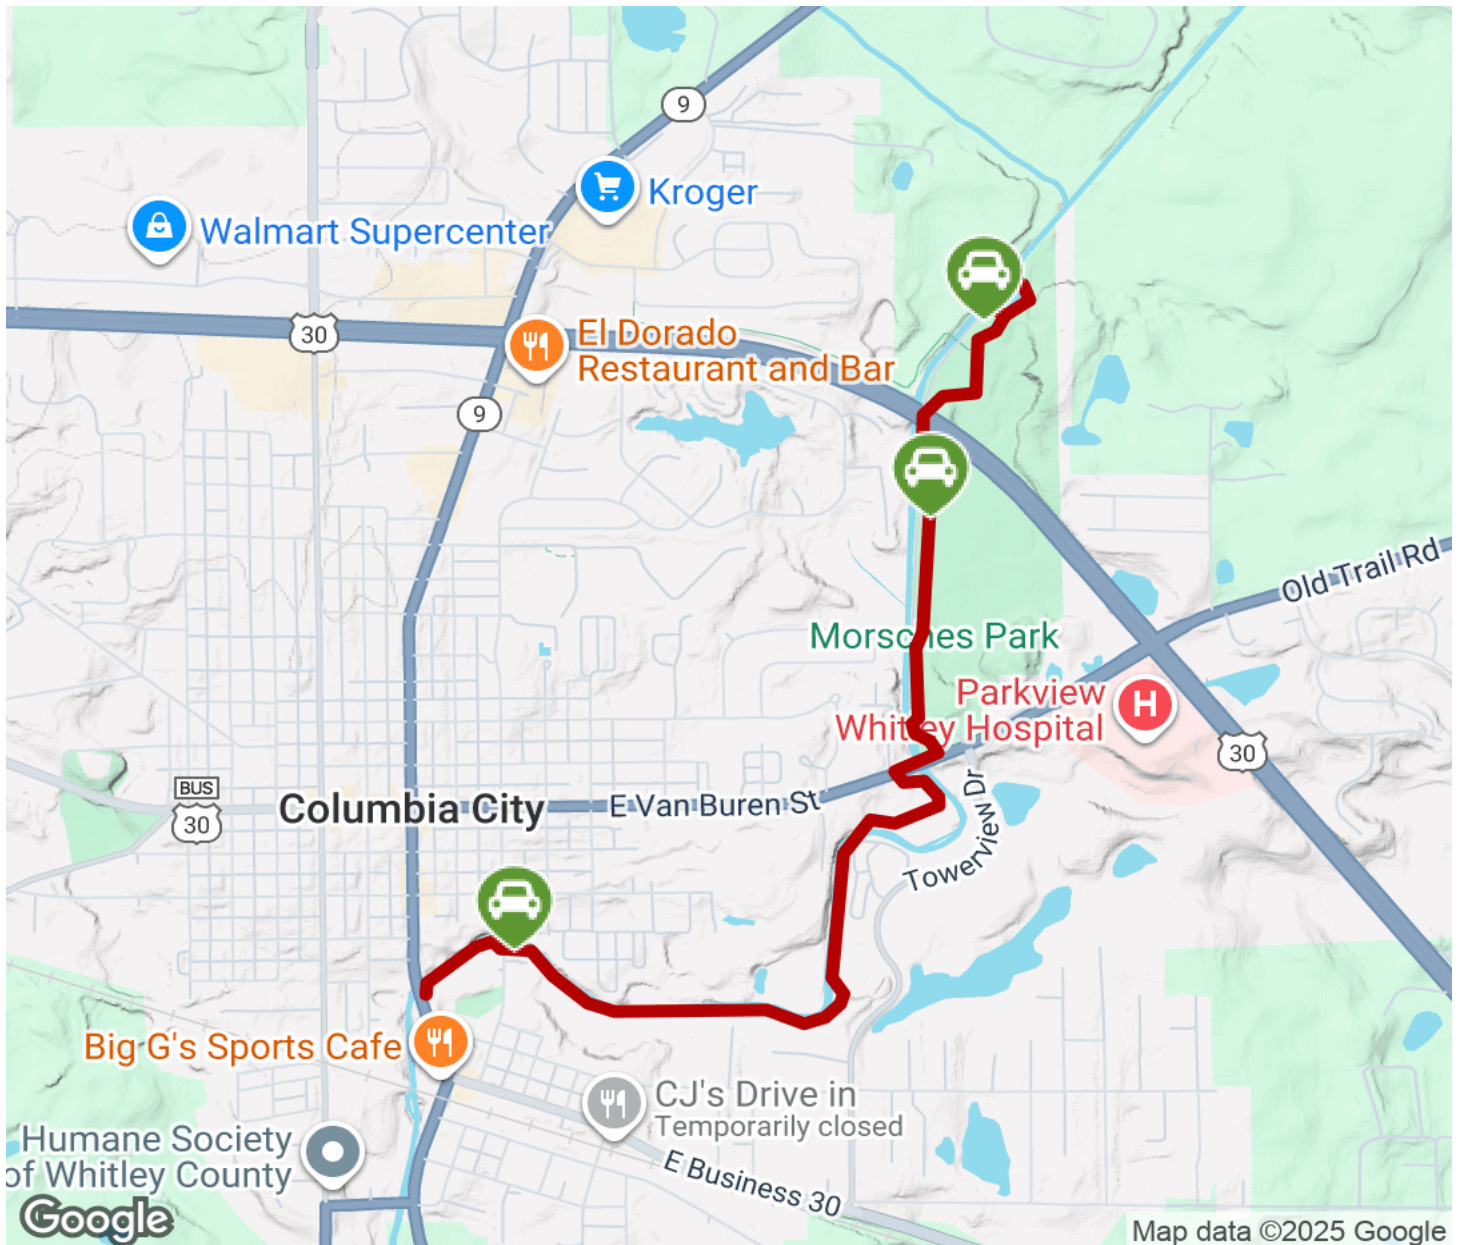 9
Kroger
Walmart Supercenter
30
El Dorado
Restaurant and Bar
9
Old Trail Rd
Morsches Park
Parkview
Whitley Hospital
30
BUS
30
Columbia City
E Van Buren St
Towerview Dr
Big G's Sports Cafe
CJ's Drive in
Temporarily closed
Humane Society
of Whitley County
E Business 30
Google
Map data ©2025 Google